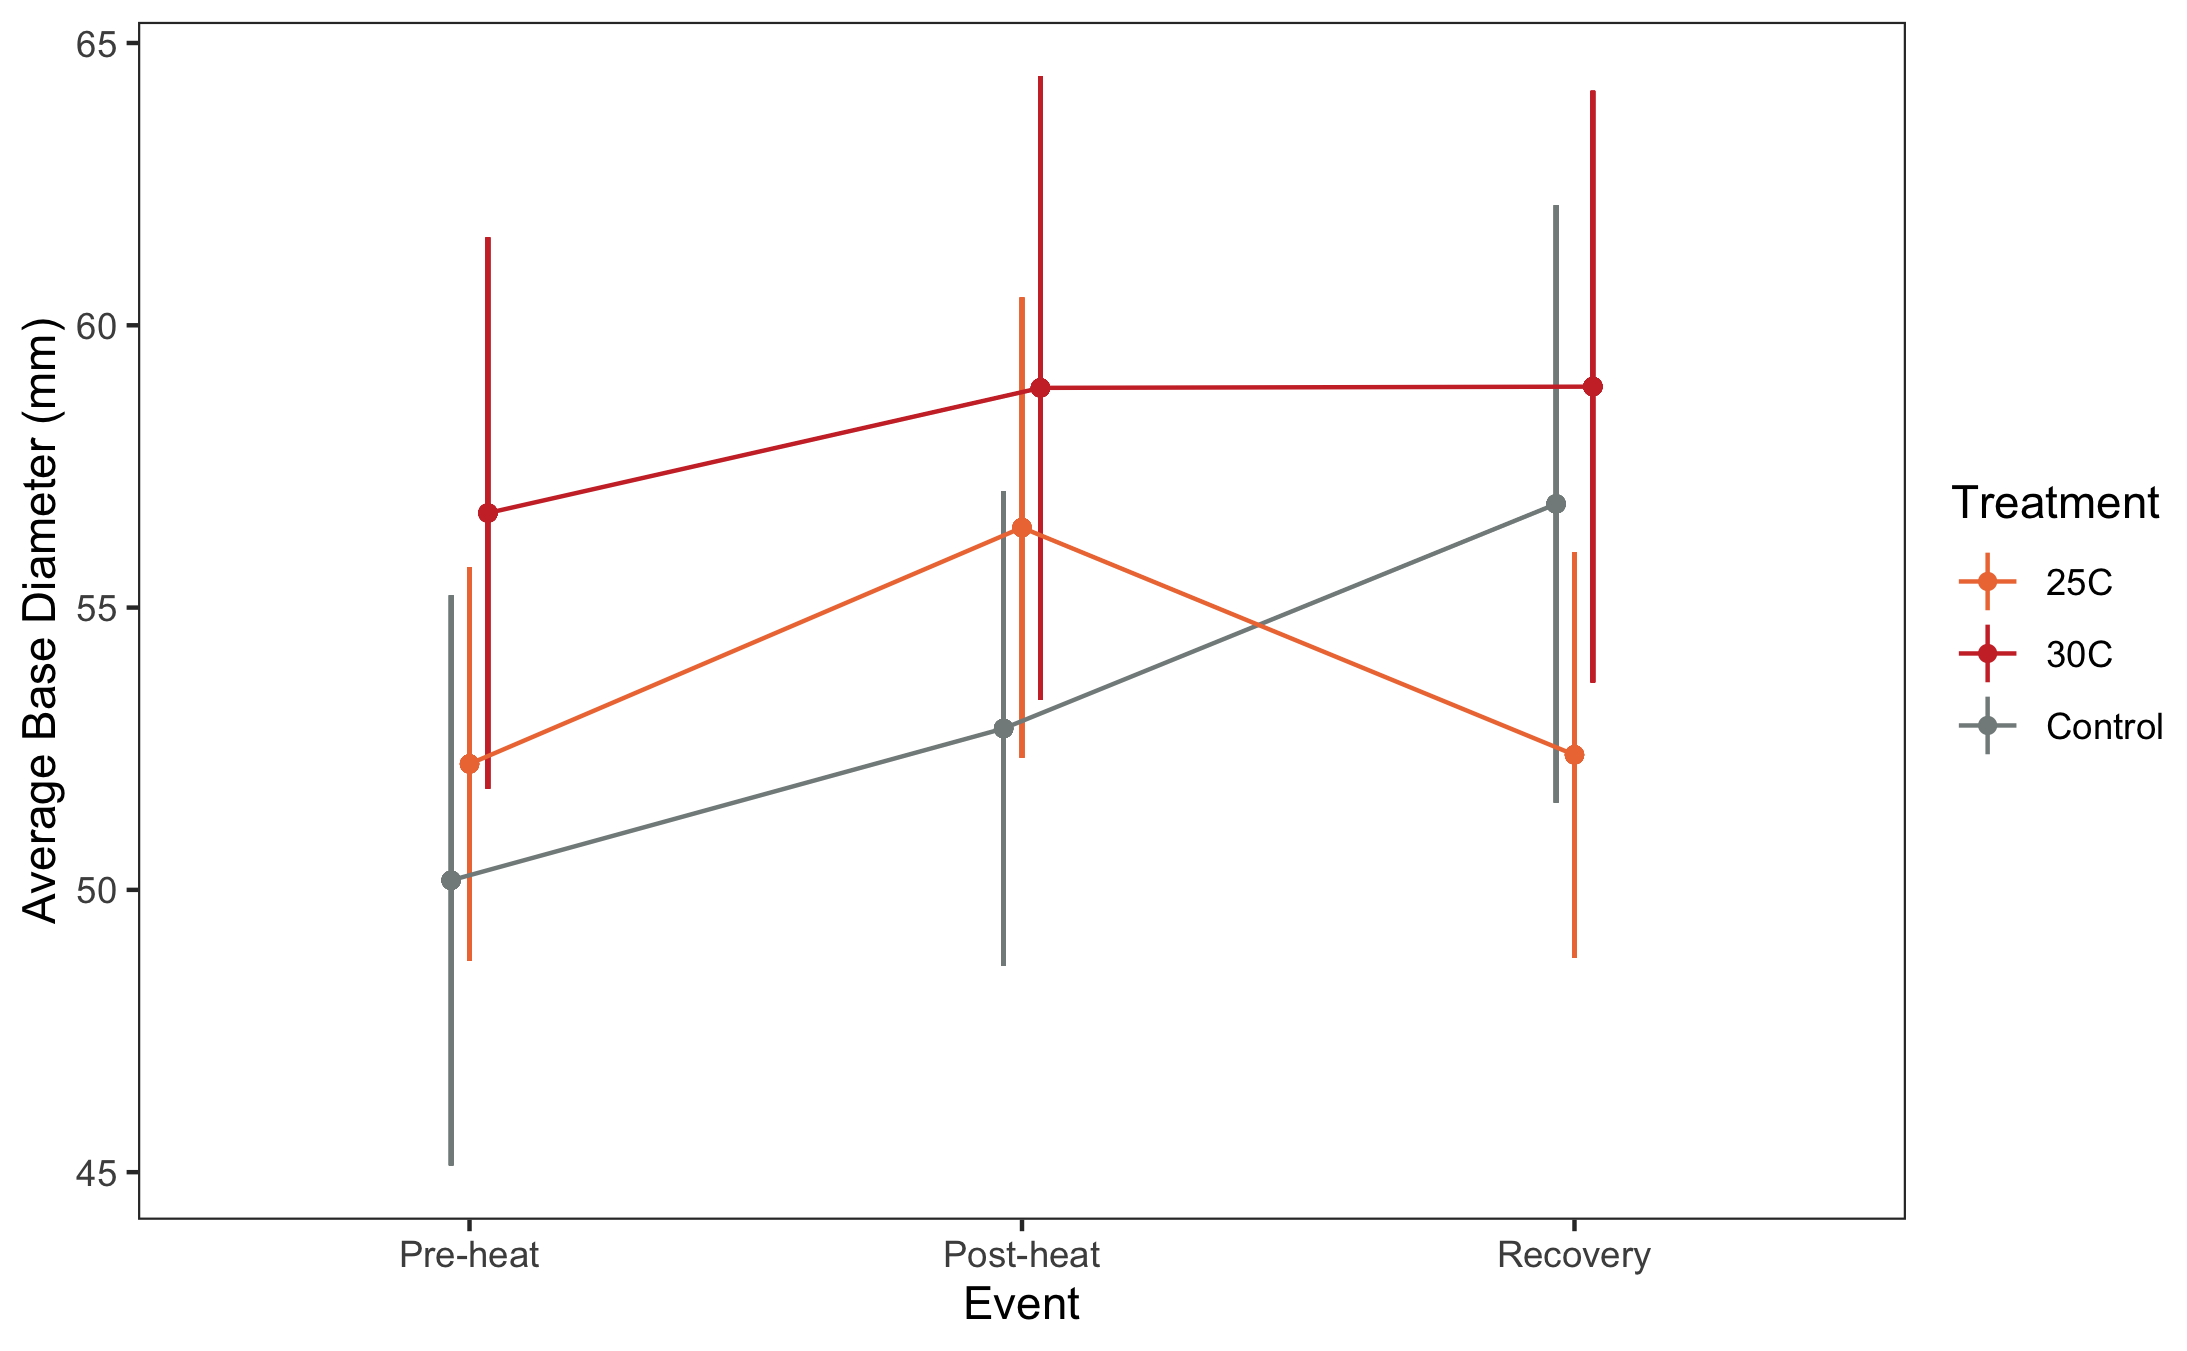 Average Base Diameter (mm)
65
60
55
50
45
Pre-heat
Post-heat
Recovery
Event
Treatment
25C
30C
Control